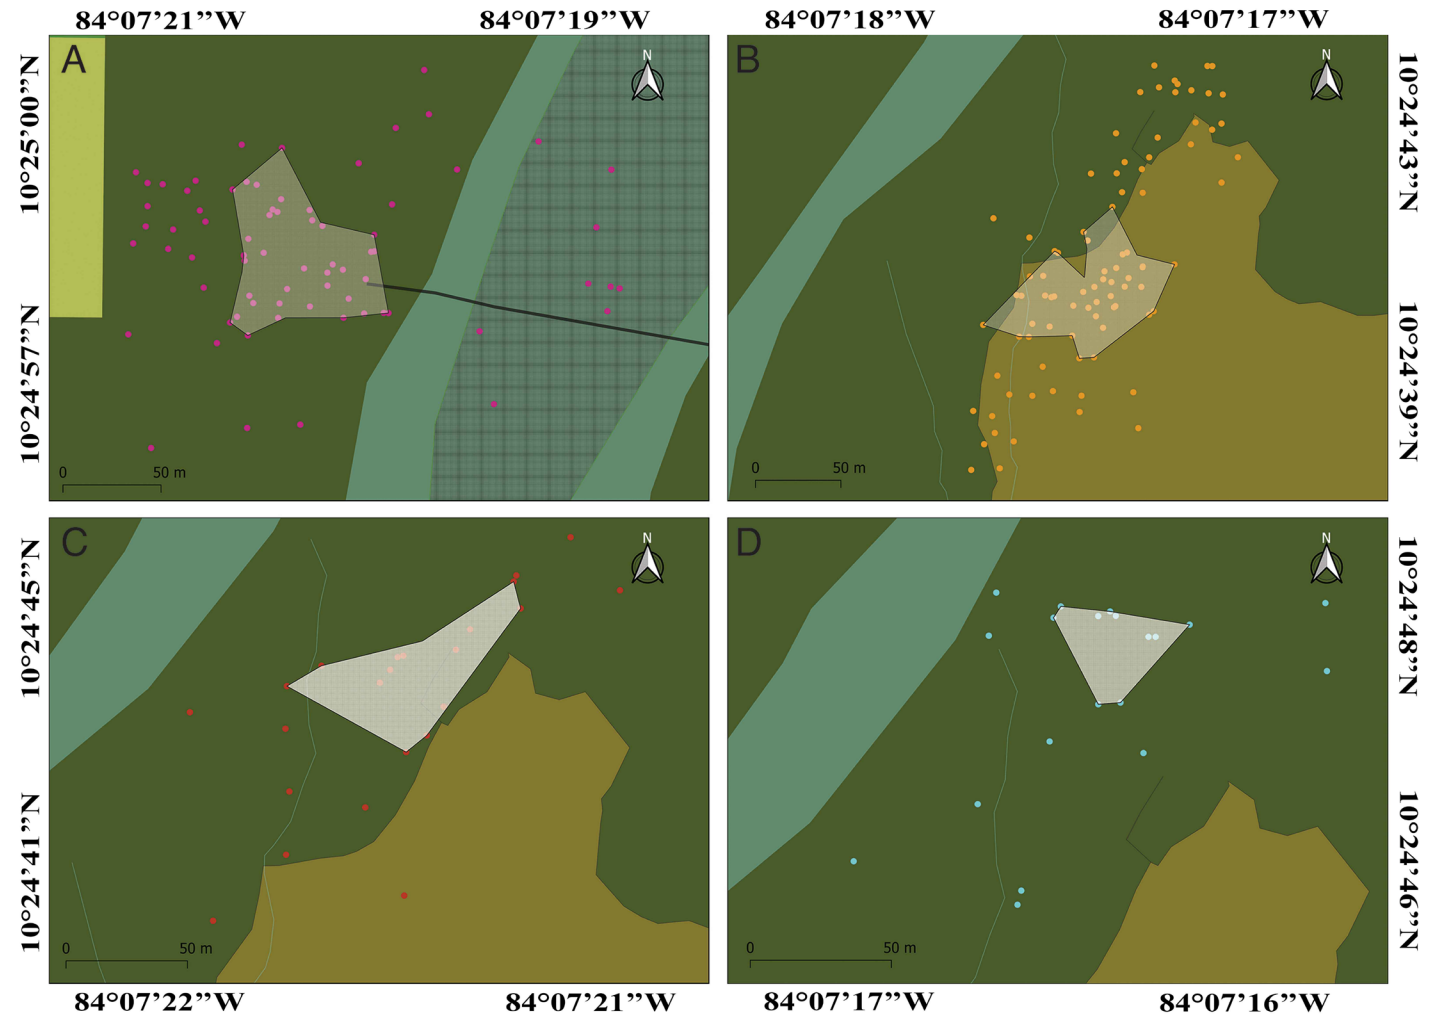 84°07’21”W 84°07’19”W 84°07’18”W 84°07’17”W
A
N
B
N
10°25’00”N
10°24’57”N
10°24’43”N
10°24’39”N
0 50 m
0 50 m
C
N
D
N
10°24’45”N
10°24’41”N
10°24’48”N
10°24’46”N
0 50 m
0 50 m
84°07’22”W 84°07’21”W 84°07’17”W 84°07’16”W